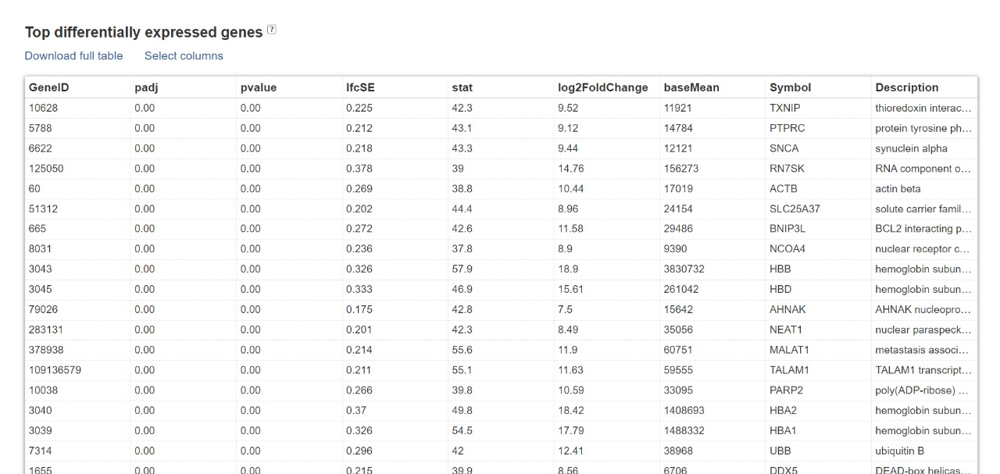 Top differentially expressed genes ?
Download full table Select columns
GeneID padj pvalue lfcSE stat log2FoldChange baseMean Symbol Description
10628 0.00 0.00 0.225 42.3 9.52 11921 TXNIP thioredoxin interac...
5788 0.00 0.00 0.212 43.1 9.12 14784 PTPRC protein tyrosine ph...
6622 0.00 0.00 0.218 43.3 9.44 12121 SNCA synuclein alpha
125050 0.00 0.00 0.378 39 14.76 156273 RN7SK RNA component o...
60 0.00 0.00 0.269 38.8 10.44 17019 ACTB actin beta
51312 0.00 0.00 0.202 44.4 8.96 24154 SLC25A37 solute carrier famil...
665 0.00 0.00 0.272 42.6 11.58 29486 BNIP3L BCL2 interacting p...
8031 0.00 0.00 0.236 37.8 8.9 9390 NCOA4 nuclear receptor c...
3043 0.00 0.00 0.326 57.9 18.9 3830732 HBB hemoglobin subun...
3045 0.00 0.00 0.333 46.9 15.61 261042 HBD hemoglobin subun...
79026 0.00 0.00 0.175 42.8 7.5 15642 AHNAK AHNAK nucleopro...
283131 0.00 0.00 0.201 42.3 8.49 35056 NEAT1 nuclear paraspeck...
378938 0.00 0.00 0.214 55.6 11.9 60751 MALAT1 metastasis associ...
109136579 0.00 0.00 0.211 55.1 11.63 59555 TALAM1 TALAM1 transcript...
10038 0.00 0.00 0.266 39.8 10.59 33095 PARP2 poly(ADP-ribose) ...
3040 0.00 0.00 0.37 49.8 18.42 1408693 HBA2 hemoglobin subun...
3039 0.00 0.00 0.326 54.5 17.79 1488332 HBA1 hemoglobin subun...
7314 0.00 0.00 0.296 42 12.41 38968 UBB ubiquitin B
1655 0.00 0.00 0.215 39.9 8.56 6706 DDX5 DEAD-box helicas...